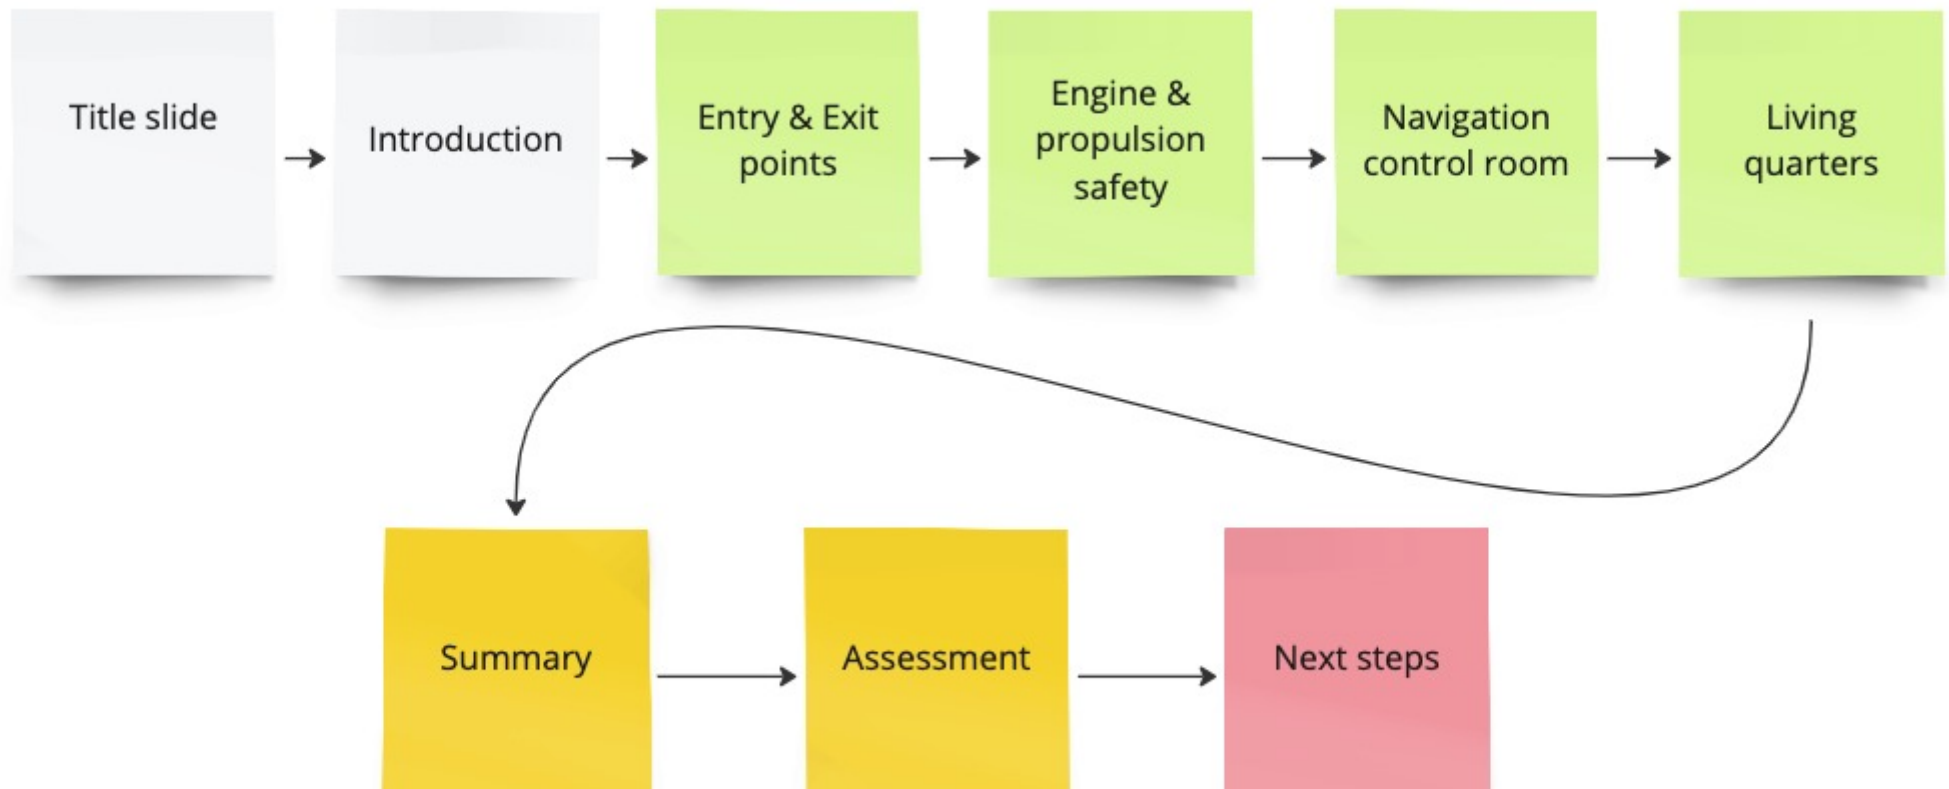 Title slide
Introduction
Entry & Exit
points
Engine &
propulsion
safety
Navigation
control room
Living
quarters
Summary
Assessment
Next steps